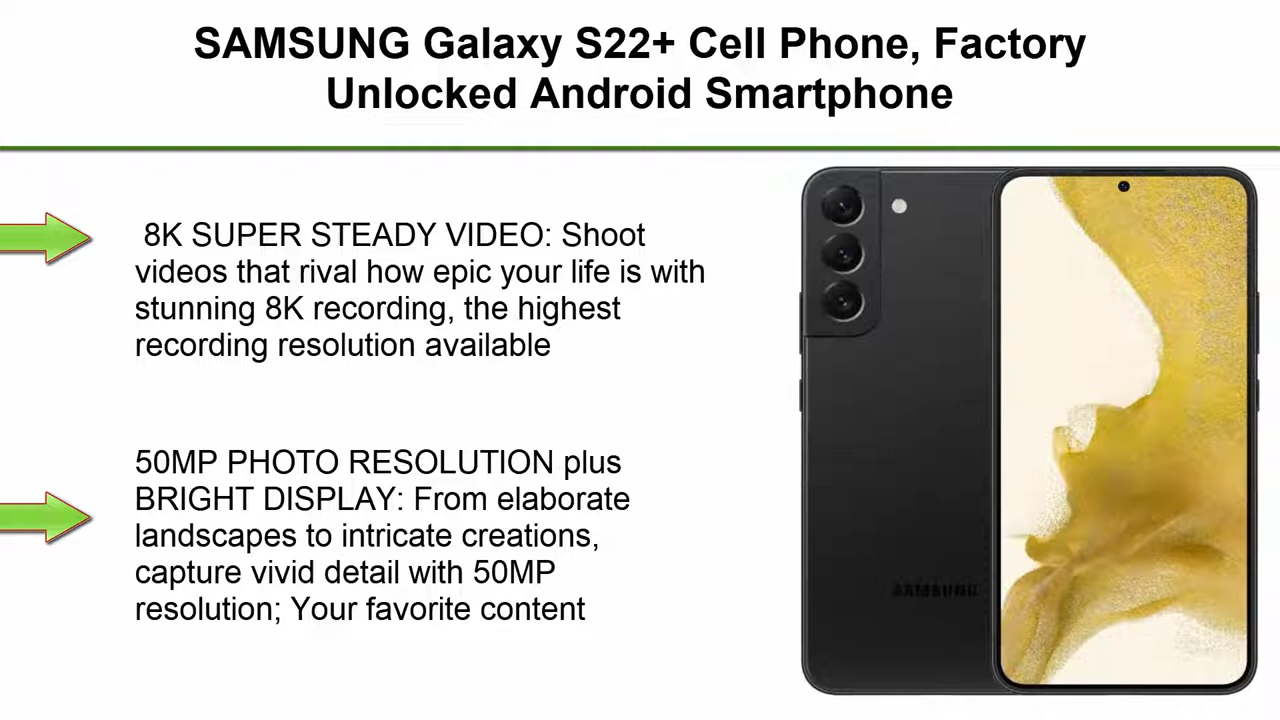 SAMSUNG Galaxy S22+ Cell Phone, Factory
Unlocked Android Smartphone
8K SUPER STEADY VIDEO: Shoot
videos that rival how epic your life is with
stunning 8K recording, the highest
recording resolution available
50MP PHOTO RESOLUTION plus
BRIGHT DISPLAY: From elaborate
landscapes to intricate creations,
capture vivid detail with 50MP
resolution; Your favorite content
SAMSUNG